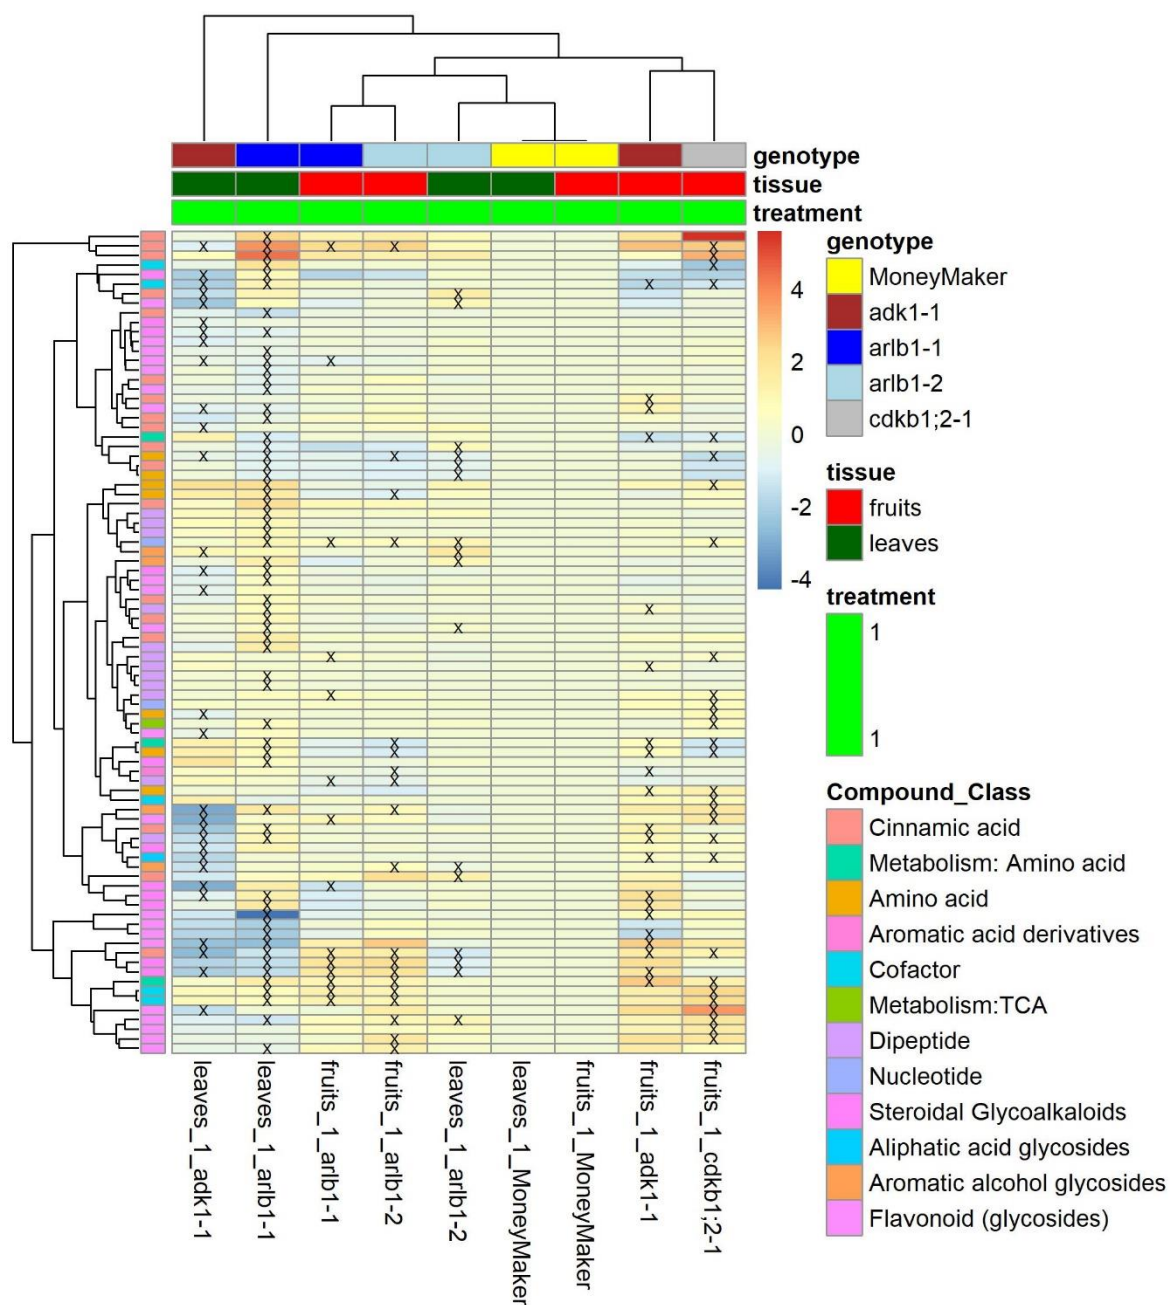 genotype
tissue
treatment
4
2
0
-2
-4
genotype
MoneyMaker
adk1-1
arlb1-1
arlb1-2
cdkb1;2-1
tissue
fruits
leaves
treatment
1
1
Compound_Class
Cinnamic acid
Metabolism: Amino acid
Amino acid
Aromatic acid derivatives
Cofactor
Metabolism:TCA
Dipeptide
Nucleotide
Steroidal Glycoalkaloids
Aliphatic acid glycosides
Aromatic alcohol glycosides
Flavonoid (glycosides)
leaves_1_adk1-1
leaves_1_arlb1-1
fruits_1_arlb1-1
fruits_1_arlb1-2
leaves_1_arlb1-2
leaves_1_MoneyMaker
fruits_1_MoneyMaker
fruits_1_adk1-1
fruits_1_cdkb1;2-1